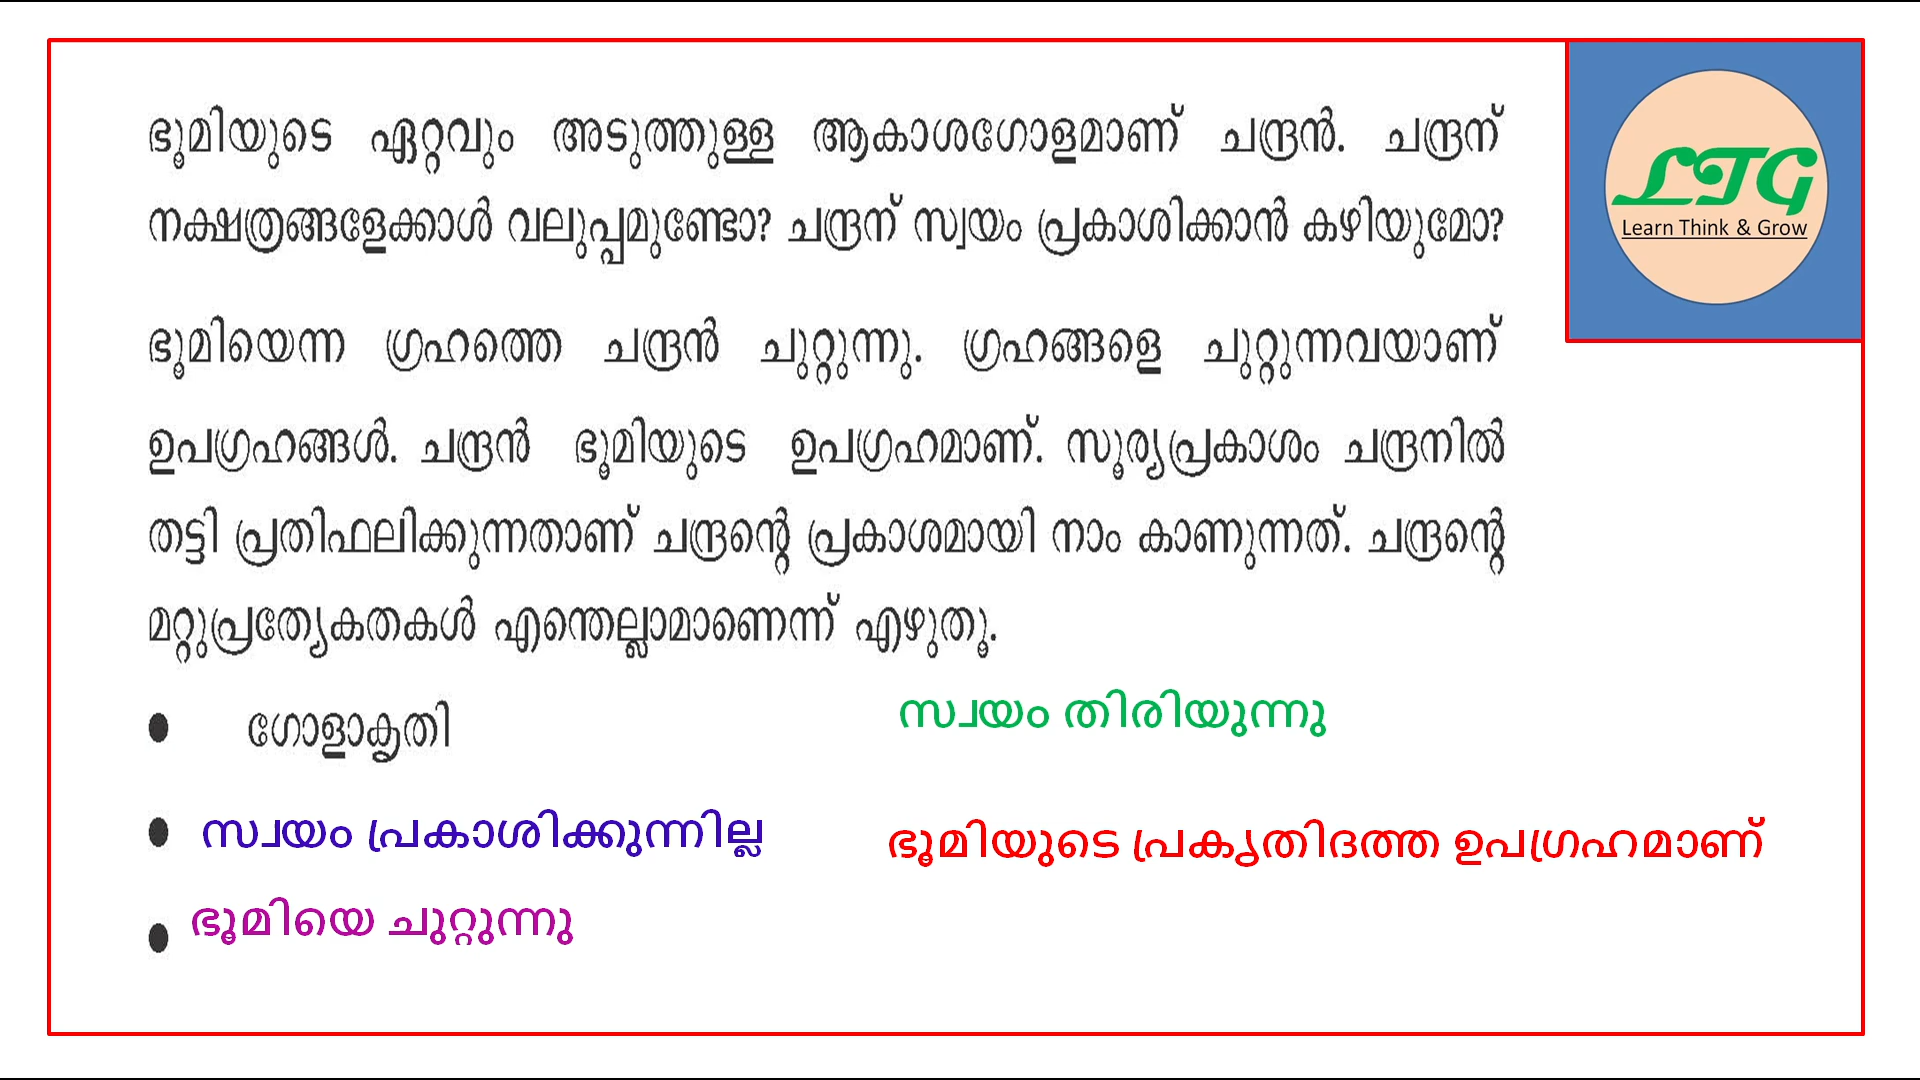 ഭൂമിയുടെ ഏറ്റവും അടുത്തുള്ള ആകാശഗോളമാണ് ചന്ദ്രൻ. ചന്ദ്രന്
നക്ഷത്രങ്ങളേക്കാൾ വലുപ്പമുണ്ടോ? ചന്ദ്രന് സ്വയം പ്രകാശിക്കാൻ കഴിയുമോ?
ഭൂമിയെന്ന ഗ്രഹത്തെ ചന്ദ്രൻ ചുറ്റുന്നു. ഗ്രഹങ്ങളെ ചുറ്റുന്നവയാണ്
ഉപഗ്രഹങ്ങൾ. ചന്ദ്രൻ ഭൂമിയുടെ ഉപഗ്രഹമാണ്. സൂര്യപ്രകാശം ചന്ദ്രനിൽ
തട്ടി പ്രതിഫലിക്കുന്നതാണ് ചന്ദ്രന്റെ പ്രകാശമായി നാം കാണുന്നത്. ചന്ദ്രന്റെ
മറ്റുപ്രത്യേകതകൾ എന്തെല്ലാമാണെന്ന് എഴുതൂ.
● ഗോളാകൃതി
● സ്വയം പ്രകാശിക്കുന്നില്ല
● ഭൂമിയെ ചുറ്റുന്നു
സ്വയം തിരിയുന്നു
ഭൂമിയുടെ പ്രകൃതിദത്ത ഉപഗ്രഹമാണ്
LTG
Learn Think & Grow